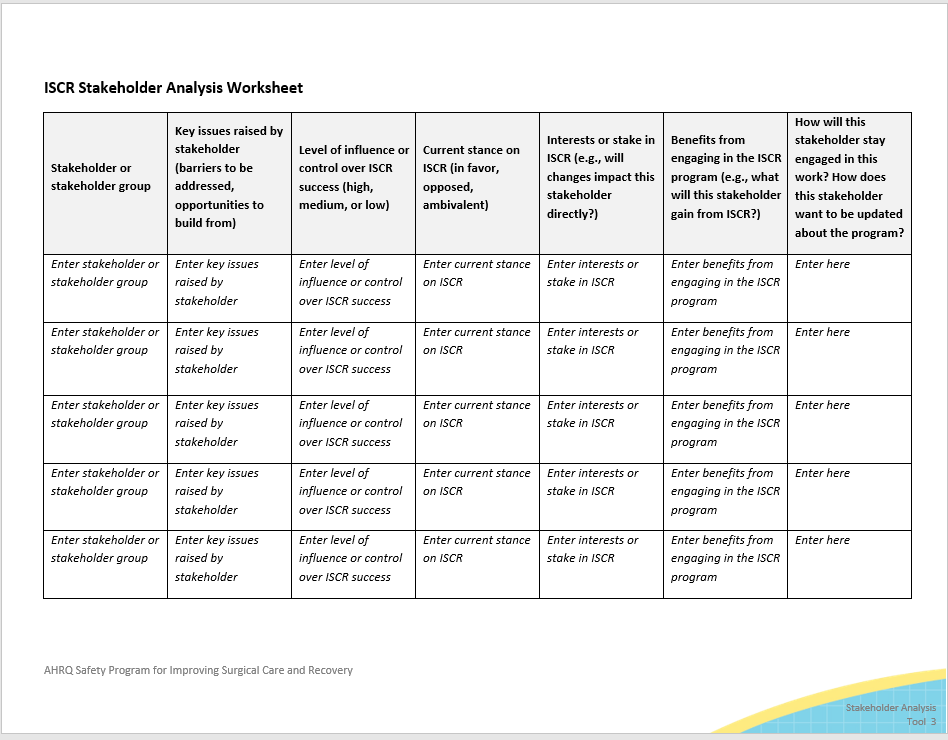 ISCR Stakeholder Analysis Worksheet
Stakeholder or
stakeholder group
Key issues raised by
stakeholder
(barriers to be
addressed,
opportunities to
build from)
Level of influence or
control over ISCR
success (high,
medium, or low)
Current stance on
ISCR (in favor,
opposed,
ambivalent)
Interests or stake in
ISCR (e.g., will
changes impact this
stakeholder
directly?)
Benefits from
engaging in the ISCR
program (e.g., what
will this stakeholder
gain from ISCR?)
How will this
stakeholder stay
engaged in this
work? How does
this stakeholder
want to be updated
about the program?
Enter stakeholder or
stakeholder group
Enter key issues
raised by
stakeholder
Enter level of
influence or control
over ISCR success
Enter current stance
on ISCR
Enter interests or
stake in ISCR
Enter benefits from
engaging in the ISCR
program
Enter here
Enter stakeholder or
stakeholder group
Enter key issues
raised by
stakeholder
Enter level of
influence or control
over ISCR success
Enter current stance
on ISCR
Enter interests or
stake in ISCR
Enter benefits from
engaging in the ISCR
program
Enter here
Enter stakeholder or
stakeholder group
Enter key issues
raised by
stakeholder
Enter level of
influence or control
over ISCR success
Enter current stance
on ISCR
Enter interests or
stake in ISCR
Enter benefits from
engaging in the ISCR
program
Enter here
Enter stakeholder or
stakeholder group
Enter key issues
raised by
stakeholder
Enter level of
influence or control
over ISCR success
Enter current stance
on ISCR
Enter interests or
stake in ISCR
Enter benefits from
engaging in the ISCR
program
Enter here
Enter stakeholder or
stakeholder group
Enter key issues
raised by
stakeholder
Enter level of
influence or control
over ISCR success
Enter current stance
on ISCR
Enter interests or
stake in ISCR
Enter benefits from
engaging in the ISCR
program
Enter here
AHRQ Safety Program for Improving Surgical Care and Recovery
Stakeholder Analysis
Tool 3